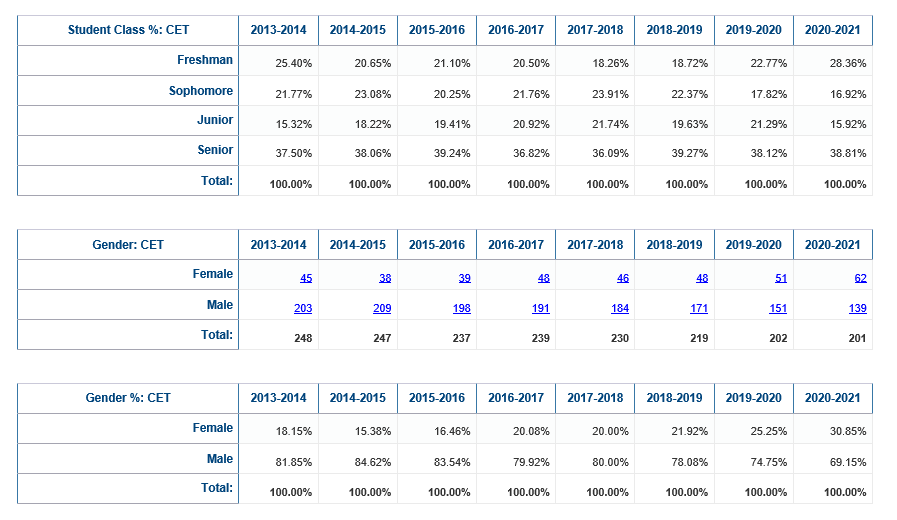 Student Class %: CET 2013-2014 2014-2015 2015-2016 2016-2017 2017-2018 2018-2019 2019-2020 2020-2021
Freshman 25.40% 20.65% 21.10% 20.50% 18.26% 18.72% 22.77% 28.36%
Sophomore 21.77% 23.08% 20.25% 21.76% 23.91% 22.37% 17.82% 16.92%
Junior 15.32% 18.22% 19.41% 20.92% 21.74% 19.63% 21.29% 15.92%
Senior 37.50% 38.06% 39.24% 36.82% 36.09% 39.27% 38.12% 38.81%
Total: 100.00% 100.00% 100.00% 100.00% 100.00% 100.00% 100.00% 100.00%
Gender: CET 2013-2014 2014-2015 2015-2016 2016-2017 2017-2018 2018-2019 2019-2020 2020-2021
Female 45 38 39 48 46 48 51 62
Male 203 209 198 191 184 171 151 139
Total: 248 247 237 239 230 219 202 201
Gender %: CET 2013-2014 2014-2015 2015-2016 2016-2017 2017-2018 2018-2019 2019-2020 2020-2021
Female 18.15% 15.38% 16.46% 20.08% 20.00% 21.92% 25.25% 30.85%
Male 81.85% 84.62% 83.54% 79.92% 80.00% 78.08% 74.75% 69.15%
Total: 100.00% 100.00% 100.00% 100.00% 100.00% 100.00% 100.00% 100.00%